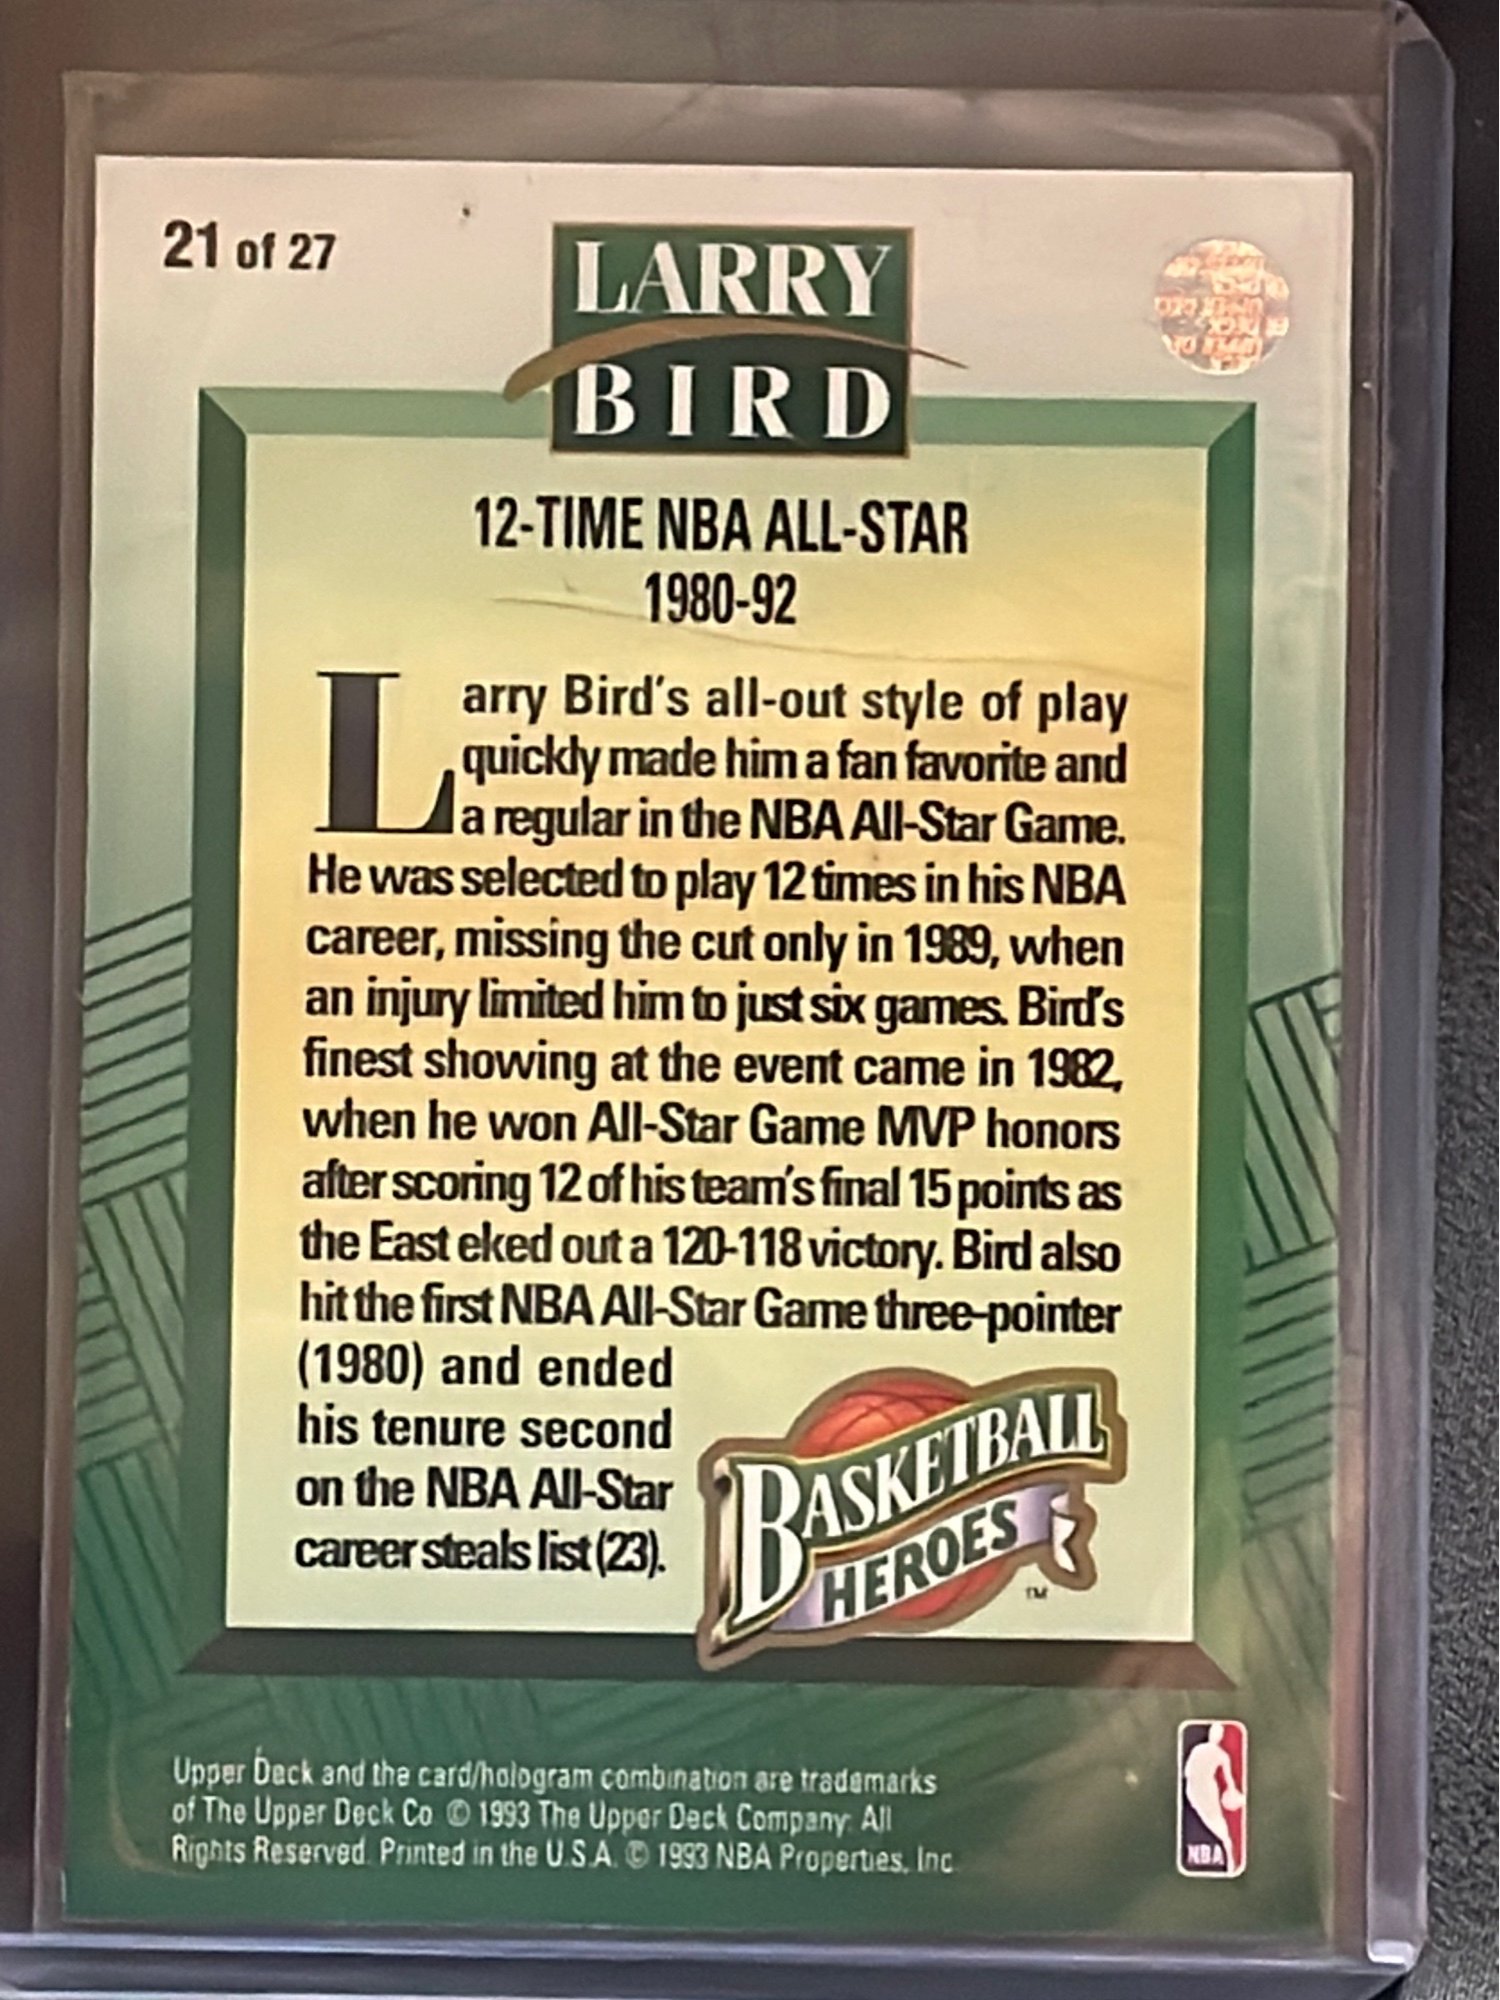 21 of 27
LARRY
BIRD
12-TIME NBA ALL-STAR
1980-92
Larry Bird's all-out style of play
quickly made him a fan favorite and
a regular in the NBA All-Star Game.
He was selected to play 12 times in his NBA
career, missing the cut only in 1989, when
an injury limited him to just six games. Bird's
finest showing at the event came in 1982,
when he won All-Star Game MVP honors
after scoring 12 of his team's final 15 points as
the East eked out a 120-118 victory. Bird also
hit the first NBA All-Star Game three-pointer
(1980) and ended
his tenure second
on the NBA All-Star
career steals list (23).
BASKETBALL
HEROES
TM
Upper Deck and the card/hologram combination are trademarks
of The Upper Deck Co. © 1993 The Upper Deck Company. All
Rights Reserved. Printed in the U.S.A. © 1993 NBA Properties, Inc.
NBA